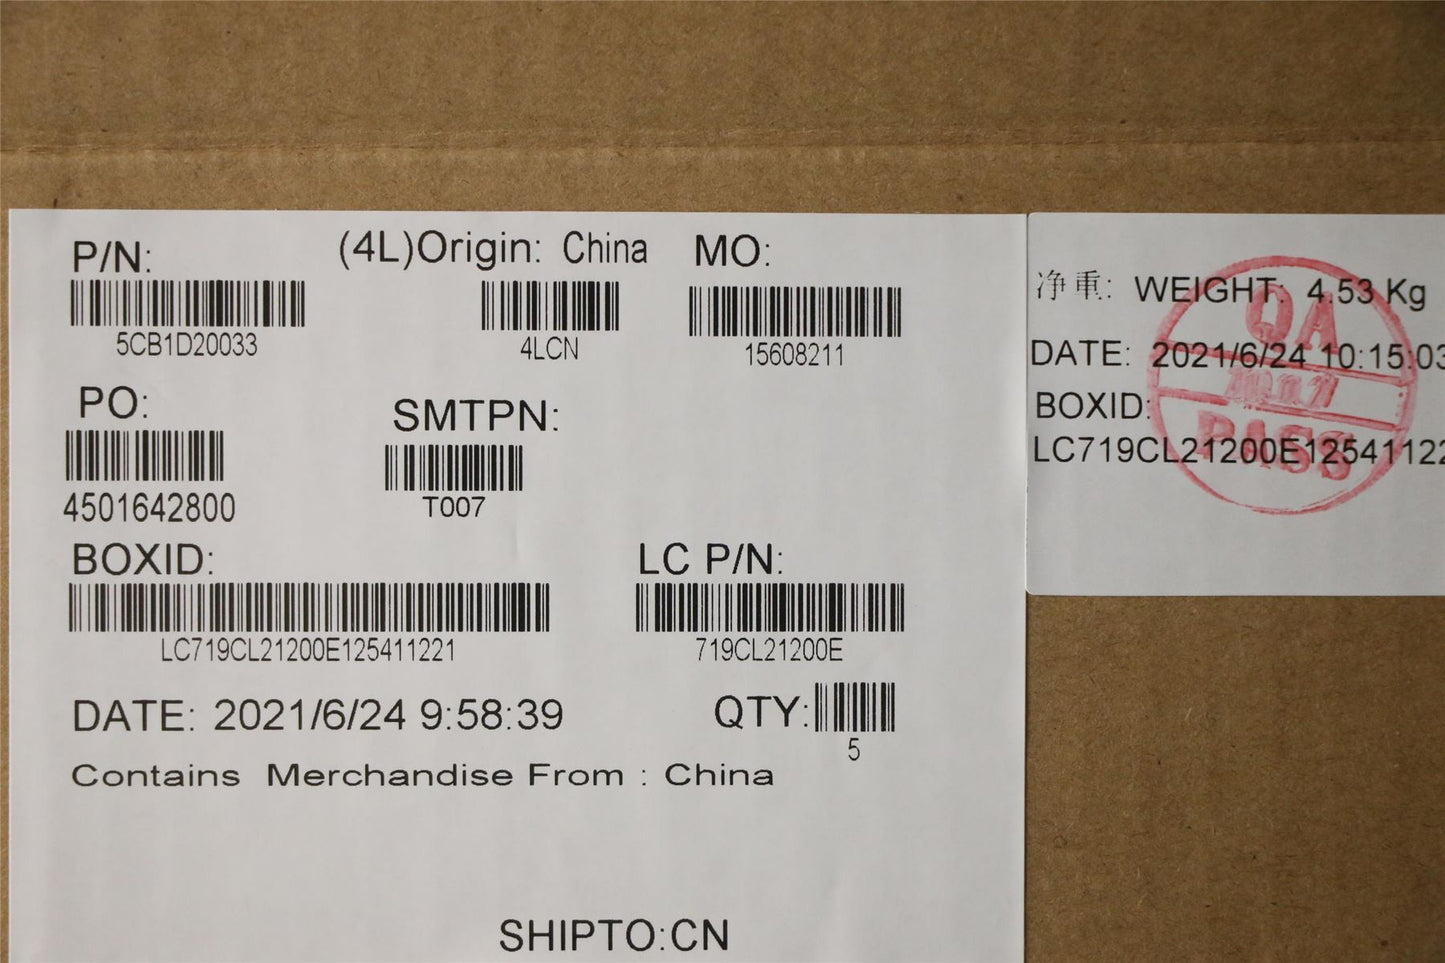 P/N:
(4L)Origin: China
MO:
5CB1D20033
4LCN
15608211
PO:
SMTPN:
4501642800
T007
BOXID:
LC P/N:
LC719CL21200E125411221
719CL21200E
DATE: 2021/6/24 9:58:39
QTY:
5
Contains Merchandise From : China
SHIPTO:CN
净重: WEIGHT: 4.53 Kg
DATE: 2021/6/24 10:15:03
BOXID:
LC719CL21200E12541122
QA
PASS